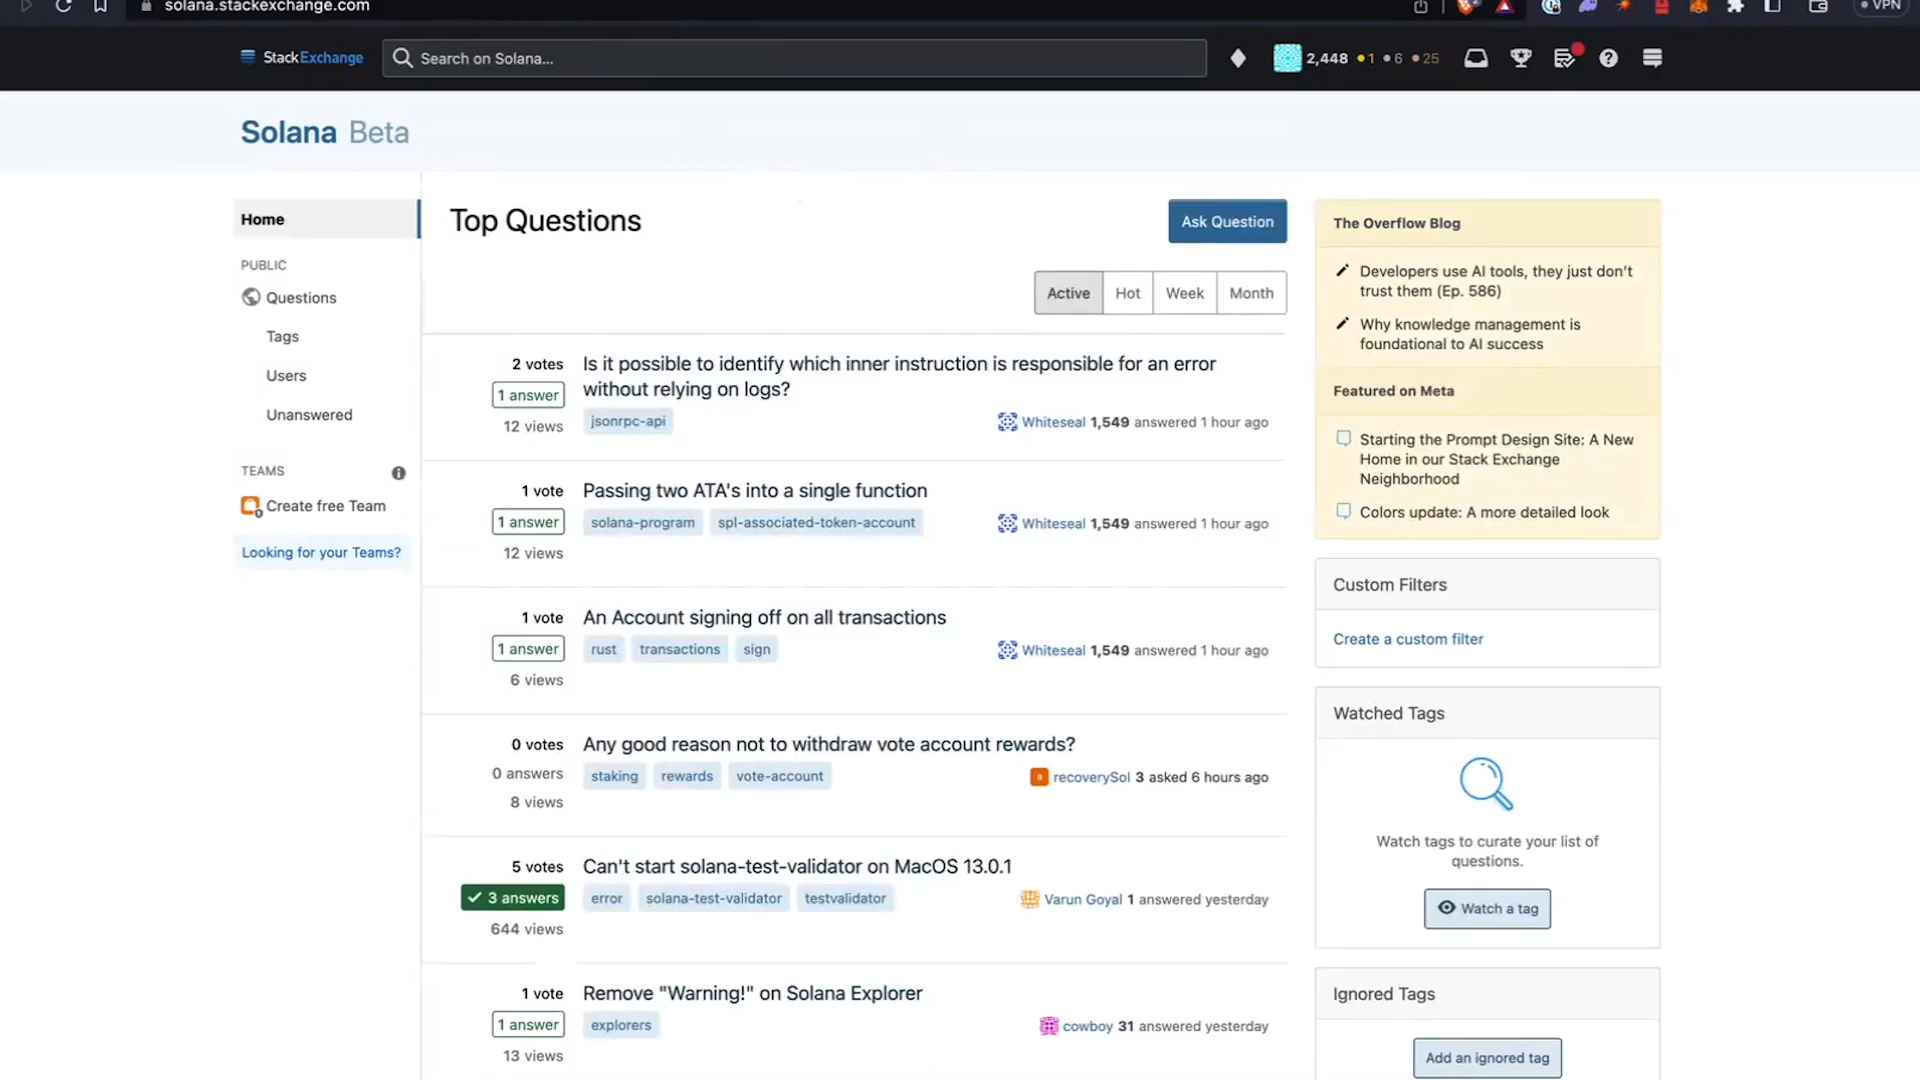 solana.stackexchange.com
VPN
StackExchange
Search on Solana...
2,448 1 6 25
Solana Beta
Home
PUBLIC
Questions
Tags
Users
Unanswered
TEAMS
Create free Team
Looking for your Teams?
Top Questions
Ask Question
Active Hot Week Month
2 votes
1 answer
12 views
Is it possible to identify which inner instruction is responsible for an error
without relying on logs?
jsonrpc-api
Whiteseal 1,549 answered 1 hour ago
1 vote
1 answer
12 views
Passing two ATA's into a single function
solana-program spl-associated-token-account
Whiteseal 1,549 answered 1 hour ago
1 vote
1 answer
6 views
An Account signing off on all transactions
rust transactions sign
Whiteseal 1,549 answered 1 hour ago
0 votes
0 answers
8 views
Any good reason not to withdraw vote account rewards?
staking rewards vote-account
recoverySol 3 asked 6 hours ago
5 votes
3 answers
644 views
Can't start solana-test-validator on MacOS 13.0.1
error solana-test-validator testvalidator
Varun Goyal 1 answered yesterday
1 vote
1 answer
13 views
Remove "Warning!" on Solana Explorer
explorers
cowboy 31 answered yesterday
The Overflow Blog
Developers use AI tools, they just don't
trust them (Ep. 586)
Why knowledge management is
foundational to AI success
Featured on Meta
Starting the Prompt Design Site: A New
Home in our Stack Exchange
Neighborhood
Colors update: A more detailed look
Custom Filters
Create a custom filter
Watched Tags
Watch tags to curate your list of
questions.
Watch a tag
Ignored Tags
Add an ignored tag